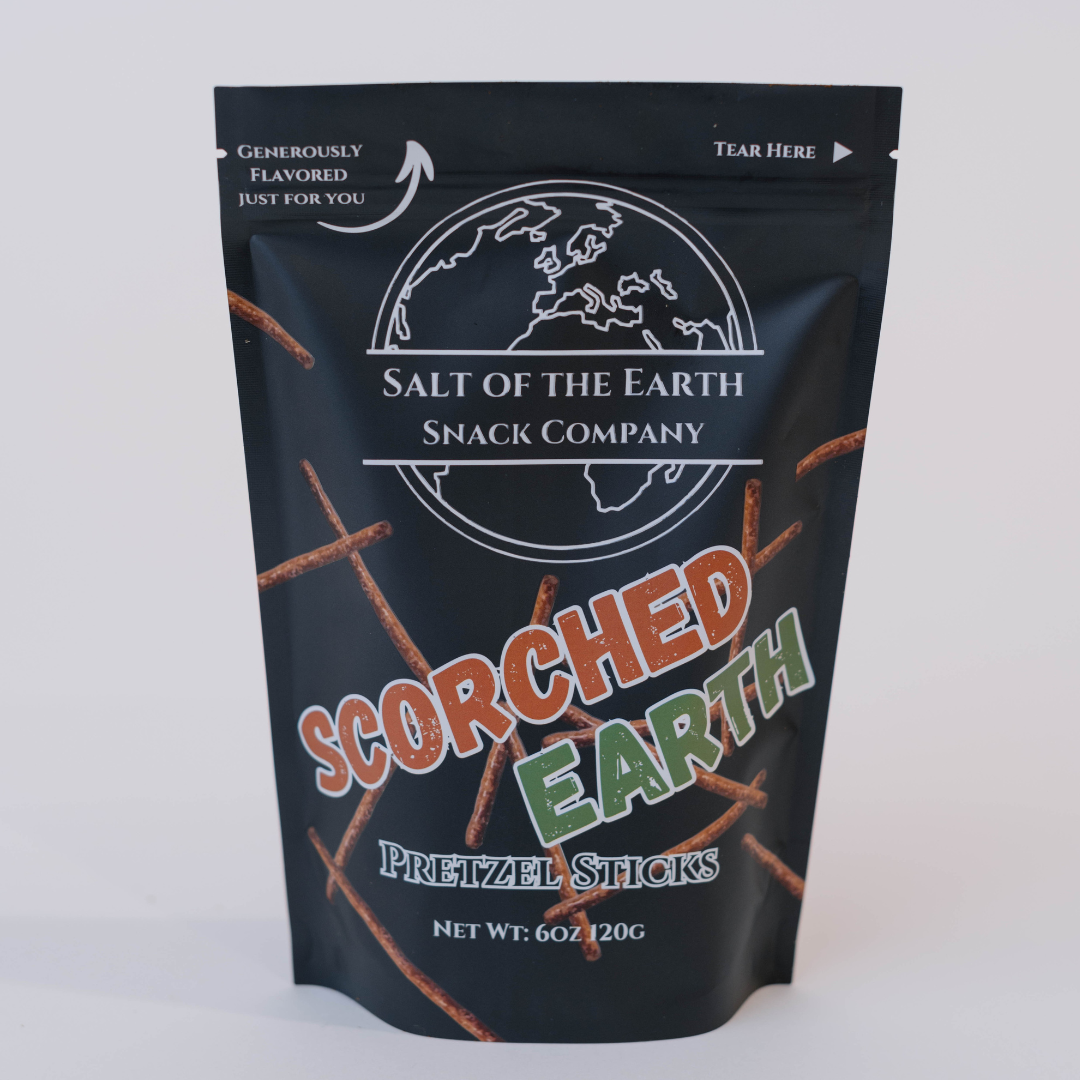 Generously
Flavored
just for you
Tear Here
Salt of the Earth
Snack Company
SCORCHED
EARTH
Pretzel Sticks
Net Wt: 6oz 120g